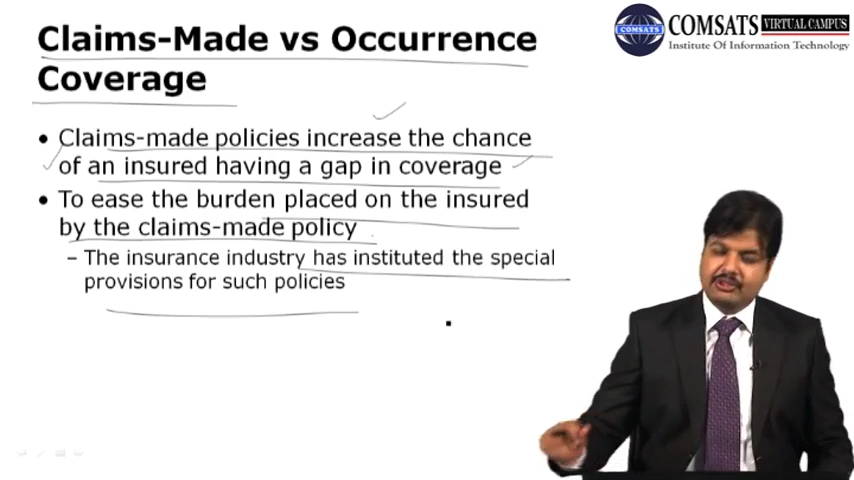 Claims-Made vs Occurrence
Coverage
COMSATS VIRTUAL CAMPUS
Institute Of Information Technology
COMSATS
• Claims-made policies increase the chance
of an insured having a gap in coverage
• To ease the burden placed on the insured
by the claims-made policy
– The insurance industry has instituted the special
provisions for such policies